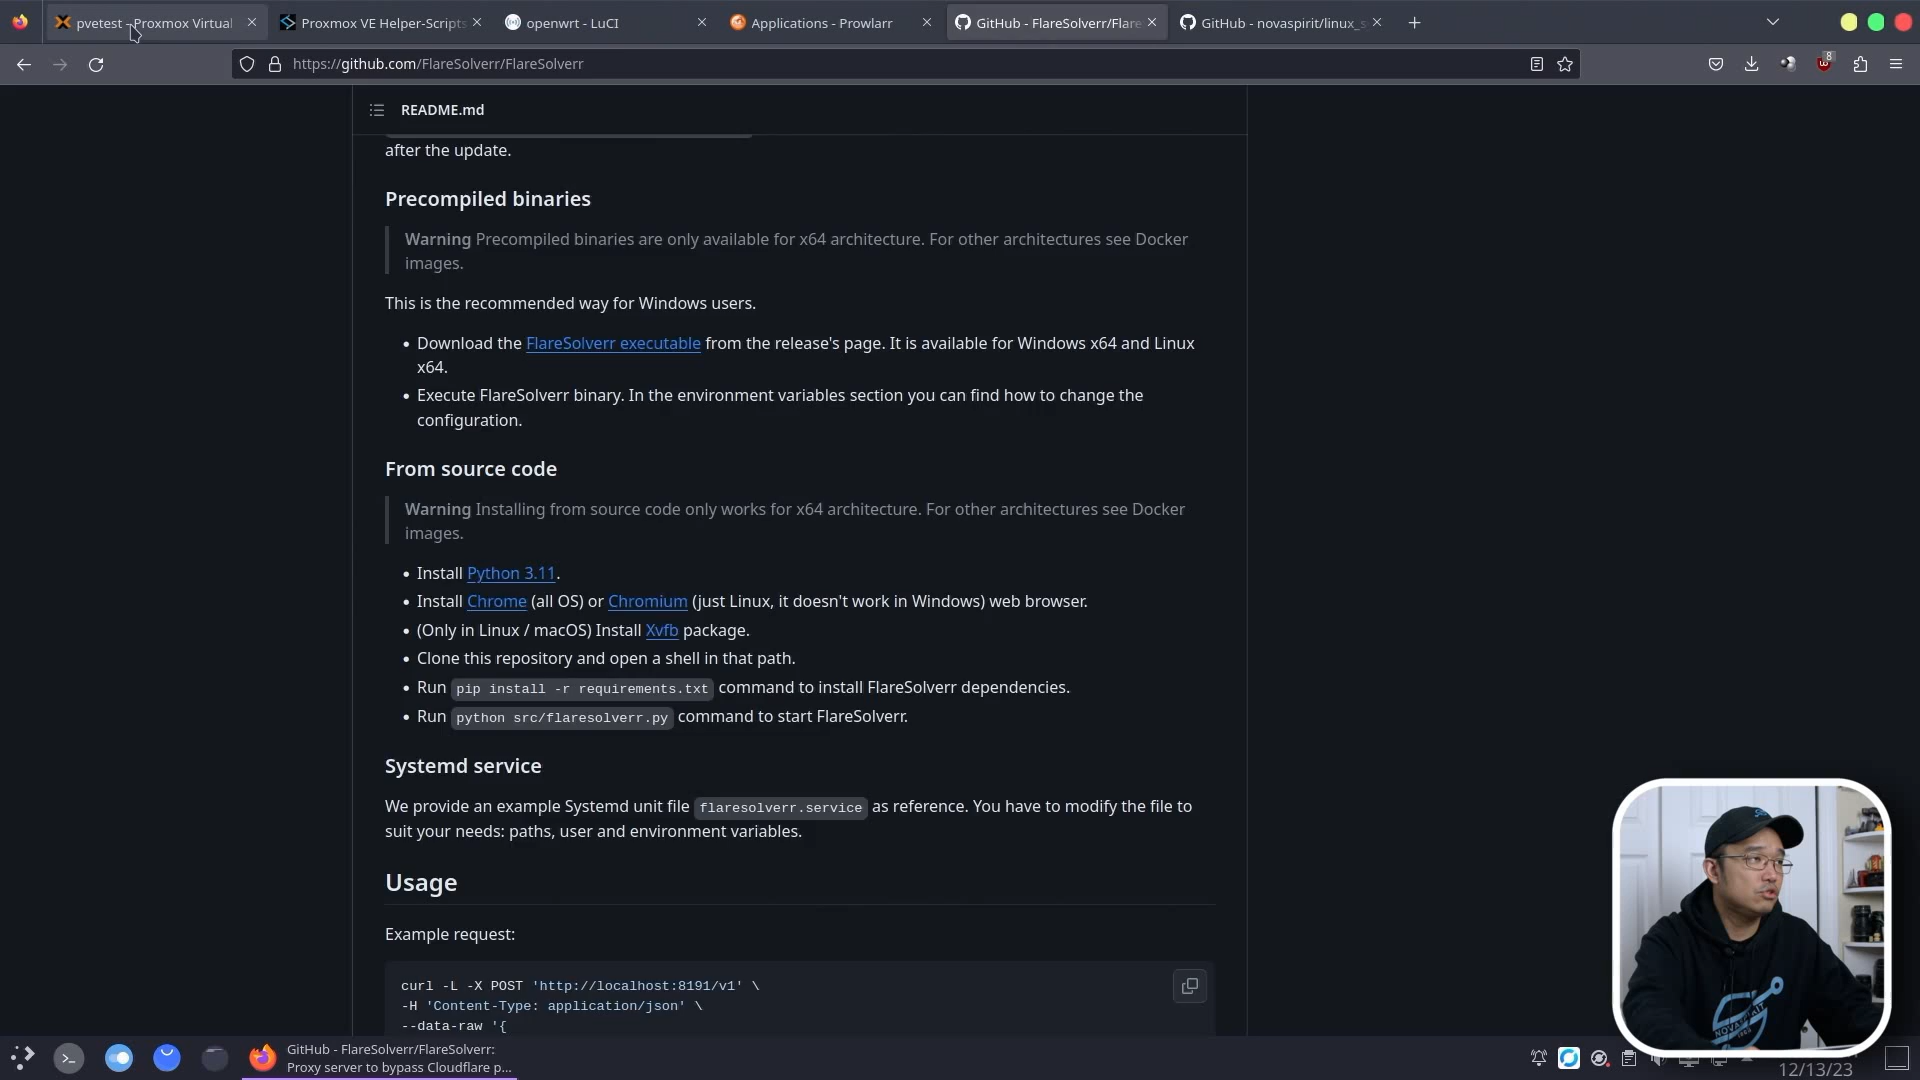 pvetest - Proxmox Virtual
Proxmox VE Helper-Scripts
openwrt - LuCI
Applications - Prowlarr
GitHub - FlareSolverr/Flare
GitHub - novaspirit/linux_s
https://github.com/FlareSolverr/FlareSolverr
8
README.md
after the update.
Precompiled binaries
Warning Precompiled binaries are only available for x64 architecture. For other architectures see Docker
images.
This is the recommended way for Windows users.
• Download the FlareSolverr executable from the release's page. It is available for Windows x64 and Linux
x64.
• Execute FlareSolverr binary. In the environment variables section you can find how to change the
configuration.
From source code
Warning Installing from source code only works for x64 architecture. For other architectures see Docker
images.
• Install Python 3.11.
• Install Chrome (all OS) or Chromium (just Linux, it doesn't work in Windows) web browser.
• (Only in Linux / macOS) Install Xvfb package.
• Clone this repository and open a shell in that path.
• Run pip install -r requirements.txt command to install FlareSolverr dependencies.
• Run python src/flaresolverr.py command to start FlareSolverr.
Systemd service
We provide an example Systemd unit file flaresolverr.service as reference. You have to modify the file to
suit your needs: paths, user and environment variables.
Usage
Example request:
curl -L -X POST 'http://localhost:8191/v1' \
-H 'Content-Type: application/json' \
--data-raw '{
GitHub - FlareSolverr/FlareSolverr:
Proxy server to bypass Cloudflare p...
12/13/23